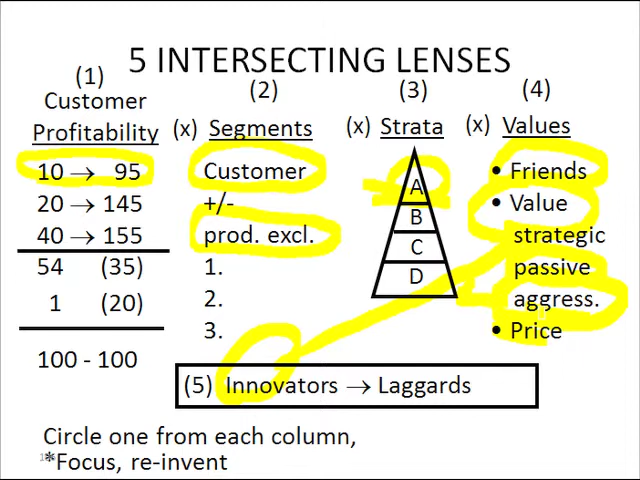 5 INTERSECTING LENSES
(1)
Customer
Profitability
10 → 95
20 → 145
40 → 155
54 (35)
1 (20)
100 - 100
(2)
(x) Segments
Customer
+/-
prod. excl.
1.
2.
3.
(3)
(x) Strata
A
B
C
D
(4)
(x) Values
• Friends
• Value
strategic
passive
aggress.
• Price
(5) Innovators → Laggards
Circle one from each column,
*Focus, re-invent